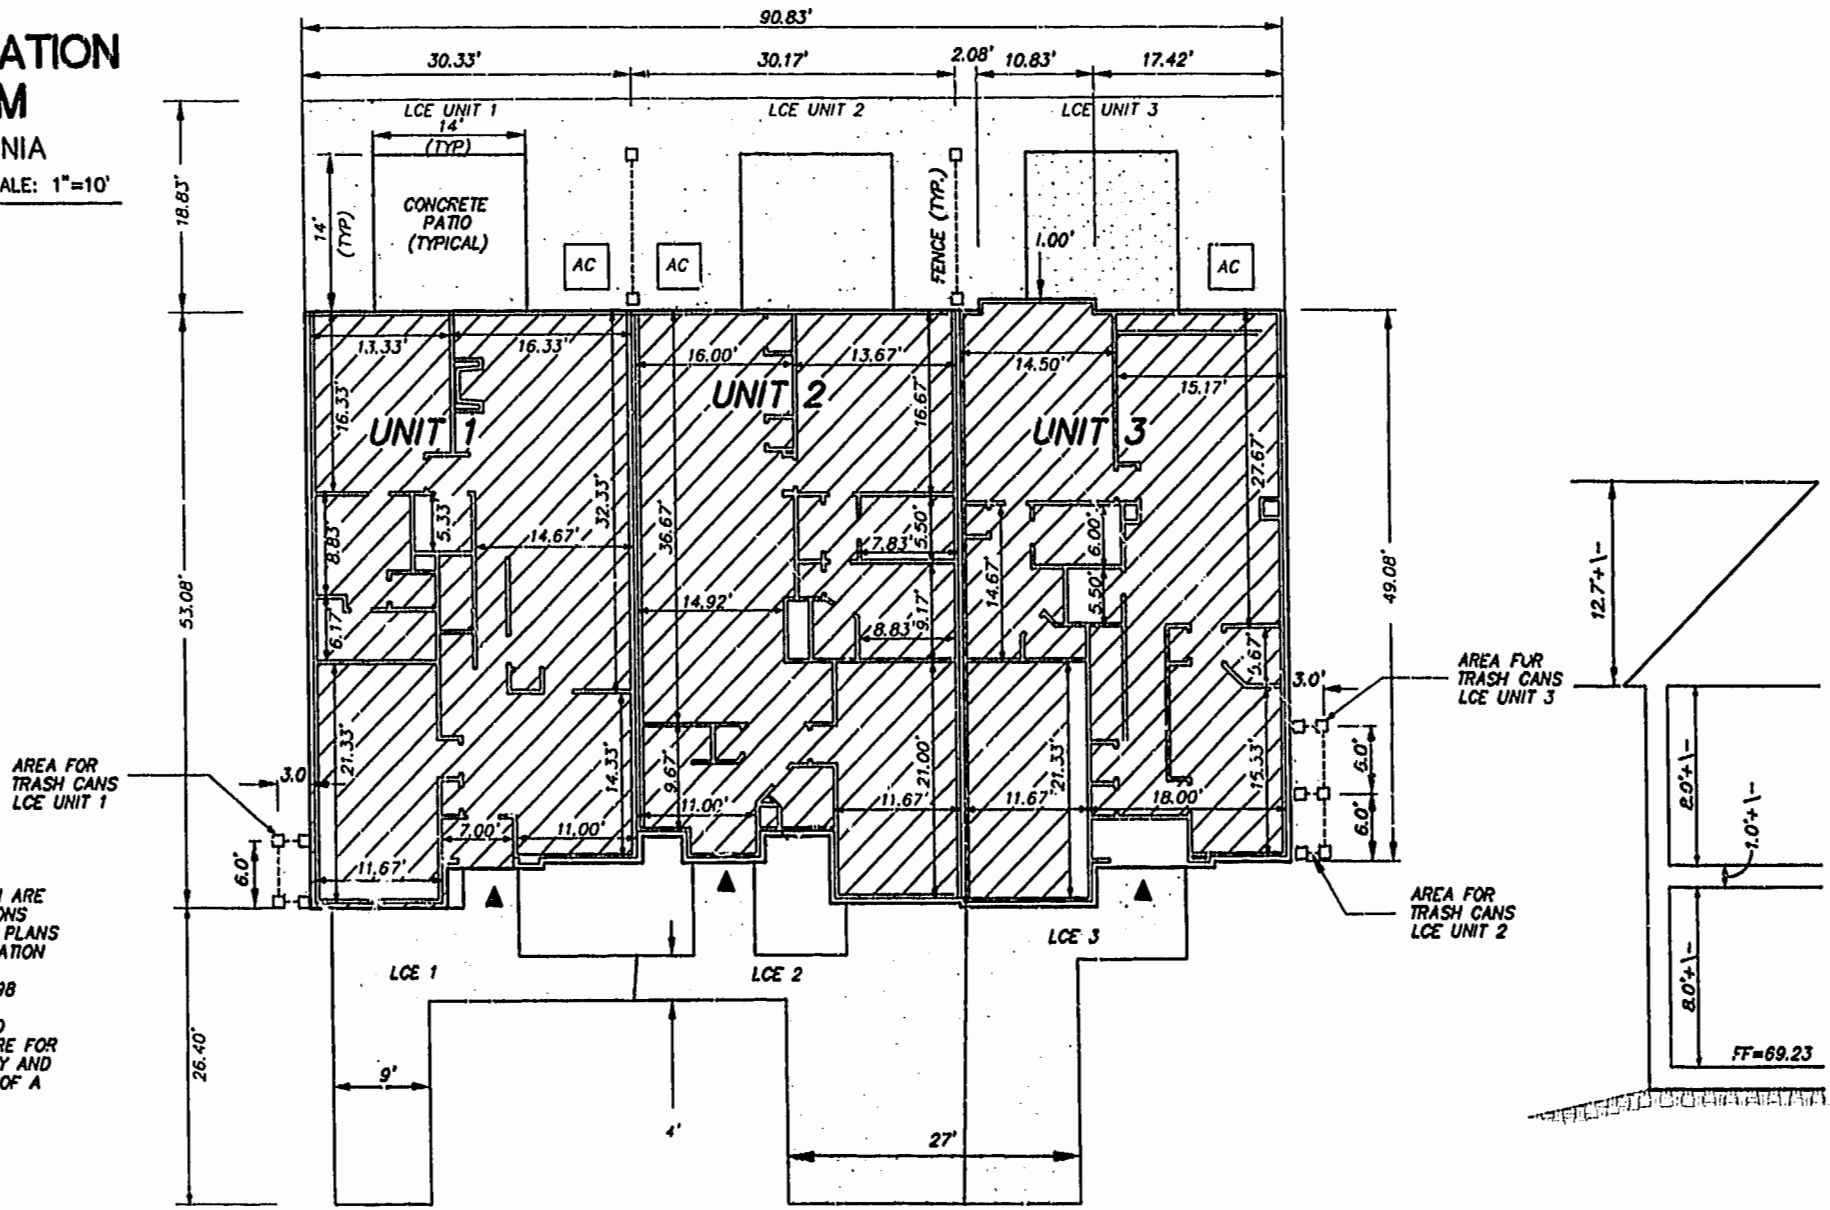 ATION
M
NIA
ALE: 1"=10'
90.83'
30.33'
30.17'
2.08'
10.83'
17.42'
LCE UNIT 1
LCE UNIT 2
LCE UNIT 3
14'
(TYP)
18.83'
14'
(TYP)
CONCRETE
PATIO
(TYPICAL)
AC
AC
FENCE (TYP.)
1.00'
AC
13.33'
16.33'
16.00'
13.67'
14.50'
15.17'
UNIT 1
UNIT 2
UNIT 3
16.33'
16.67'
27.67'
53.08'
8.83'
5.33'
14.67'
32.33'
36.67'
7.83'
5.50'
14.67'
6.00'
5.50'
49.08'
6.17'
14.92'
8.83'
9.17'
5.67'
21.33'
14.33'
9.67'
21.00'
21.33'
15.33'
7.00'
11.00'
11.00'
11.67'
11.67'
18.00'
11.67'
3.0'
AREA FOR
TRASH CANS
LCE UNIT 3
6.0'
6.0'
AREA FOR
TRASH CANS
LCE UNIT 2
AREA FOR
TRASH CANS
LCE UNIT 1
3.0
6.0'
ARE
ONS
PLANS
ATION
98
RE FOR
Y AND
OF A
LCE 1
LCE 2
LCE 3
26.40'
9'
4'
27'
12.7'+\-
8.0'+\-
1.0'+\-
8.0'+\-
FF=69.23